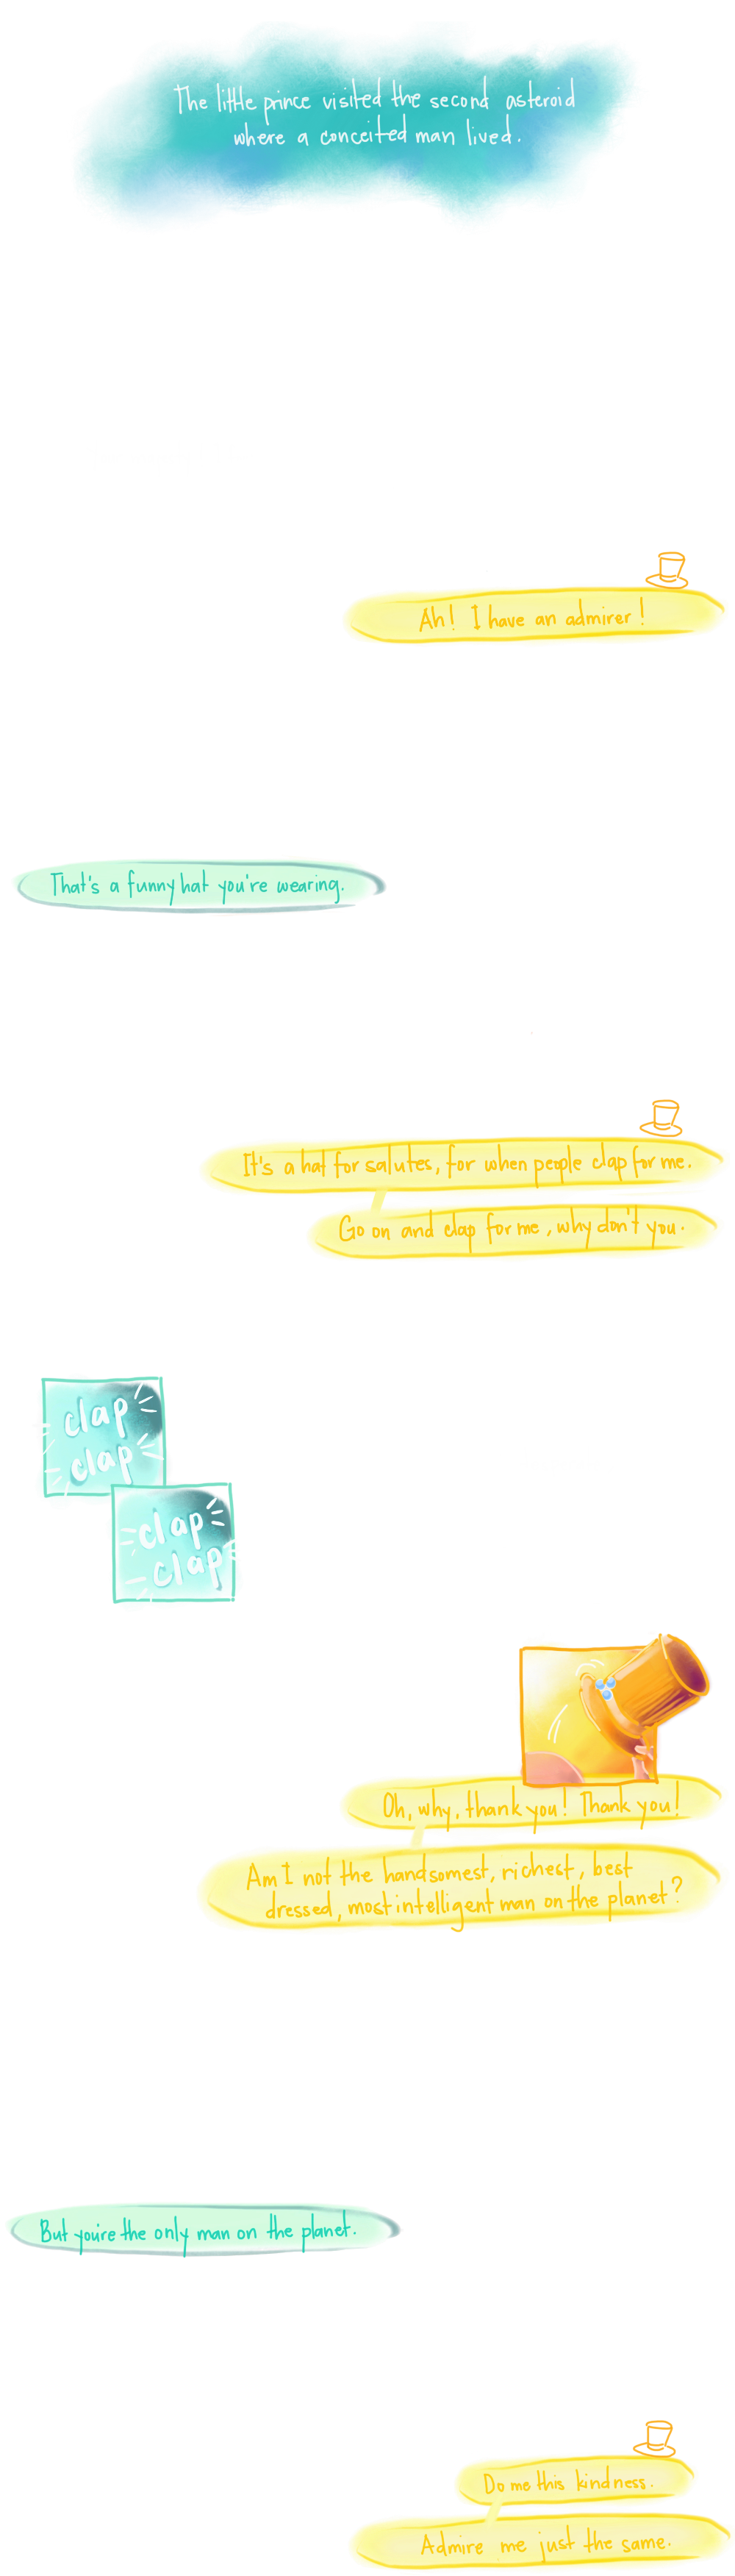 The little prince visited the second asteroid
where a conceited man lived.
Ah! I have an admirer!
That's a funny hat you're wearing.
It's a hat for salutes, for when people clap for me.
Go on and clap for me, why don't you.
clap
clap
clap
clap
Oh, why, thank you! Thank you!
Am I not the handsomest, richest, best
dressed, most intelligent man on the planet?
But you're the only man on the planet.
Do me this kindness.
Admire me just the same.